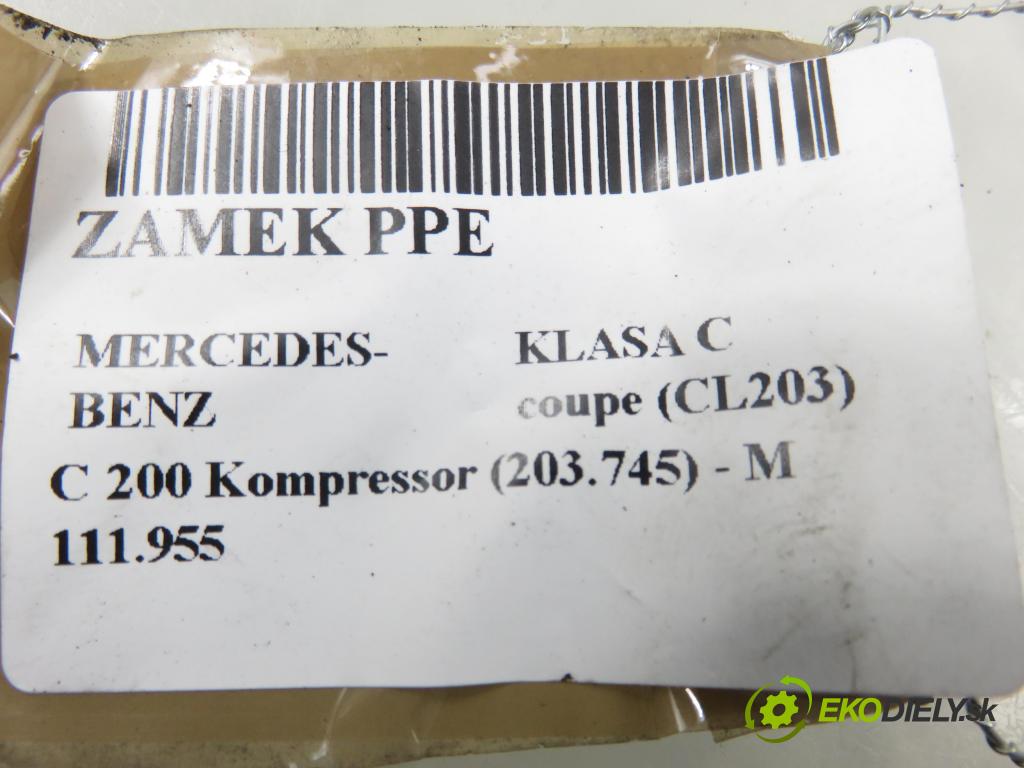 ZAMEK PPE
MERCEDES-
BENZ
KLASA C
coupe (CL203)
C 200 Kompressor (203.745) - M
111.955
EKODIELY.sk